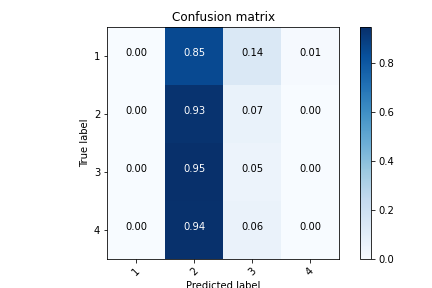 Confusion matrix
1 0.00 0.85 0.14 0.01
2 0.00 0.93 0.07 0.00
3 0.00 0.95 0.05 0.00
4 0.00 0.94 0.06 0.00
1 2 3 4
True label
Predicted label
0.8
0.6
0.4
0.2
0.0